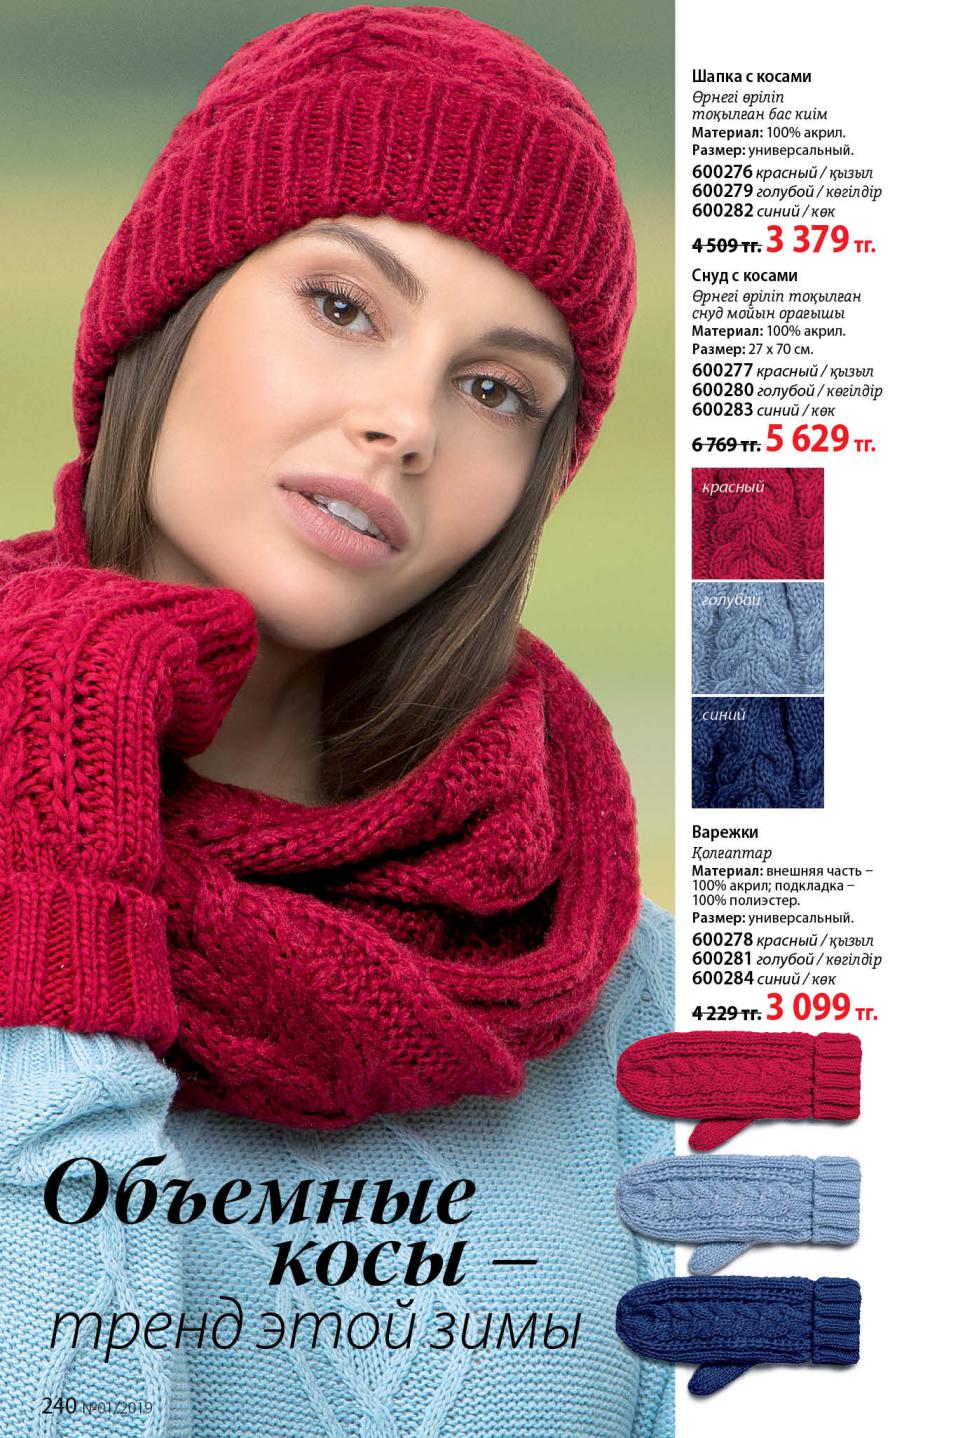 Шапка с косами
Өрнегі өріліп
тоқылған бас киім
Материал: 100% акрил.
Размер: универсальный.
600276 красный / қызыл
600279 голубой / көгілдір
600282 синий / көк
4 509 тг. 3 379 тг.
Снуд с косами
Өрнегі өріліп тоқылған
снуд мойын орағышы
Материал: 100% акрил.
Размер: 27 х 70 см.
600277 красный / қызыл
600280 голубой / көгілдір
600283 синий / көк
6 769 тг. 5 629 тг.
красный
голубой
синий
Варежки
Қолғаптар
Материал: внешняя часть –
100% акрил; подкладка –
100% полиэстер.
Размер: универсальный.
600278 красный / қызыл
600281 голубой / көгілдір
600284 синий / көк
4 229 тг. 3 099 тг.
Объемные
косы –
тренд этой зимы
240 №01/2019